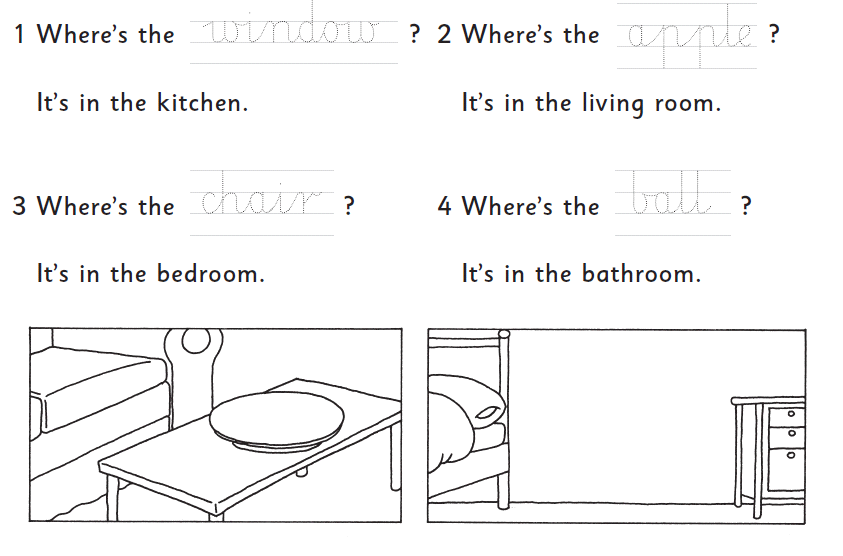 1 Where's the window ? 2 Where's the apple ?
It's in the kitchen. It's in the living room.
3 Where's the chair ? 4 Where's the ball ?
It's in the bedroom. It's in the bathroom.